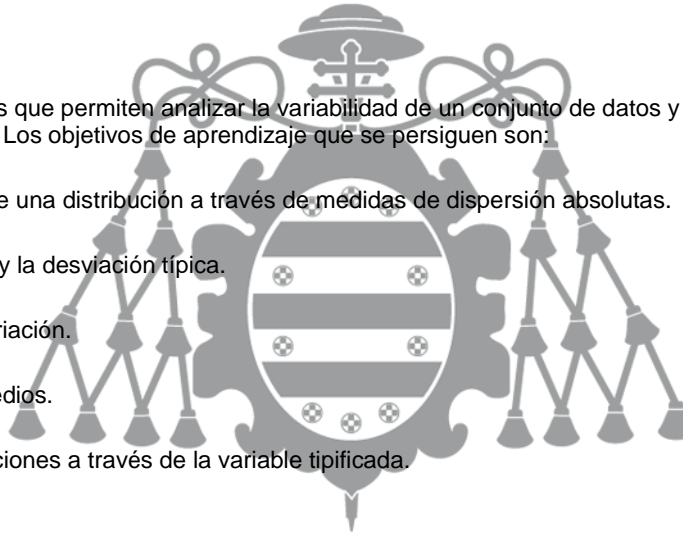 s que permiten analizar la variabilidad de un conjunto de datos y
Los objetivos de aprendizaje que se persiguen son:
e una distribución a través de medidas de dispersión absolutas.
y la desviación típica.
riación.
edios.
ciones a través de la variable tipificada.